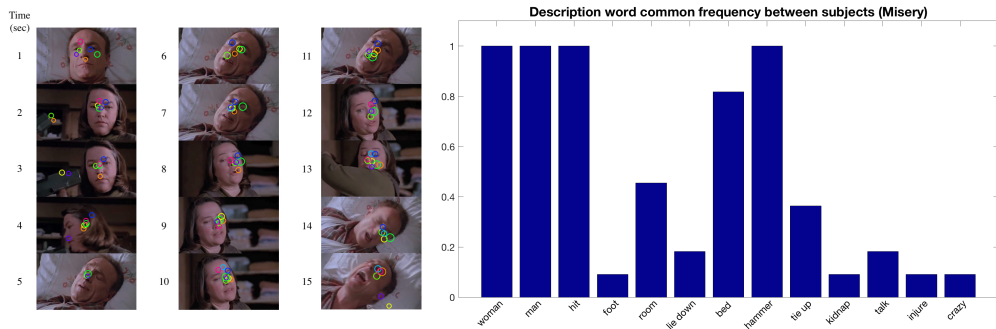 Time
(sec)
1
6
11
2
7
12
3
8
13
4
9
14
5
10
15
Description word common frequency between subjects (Misery)
1
0.8
0.6
0.4
0.2
0
woman
man
hit
foot
room
lie down
bed
hammer
tie up
kidnap
talk
injure
crazy